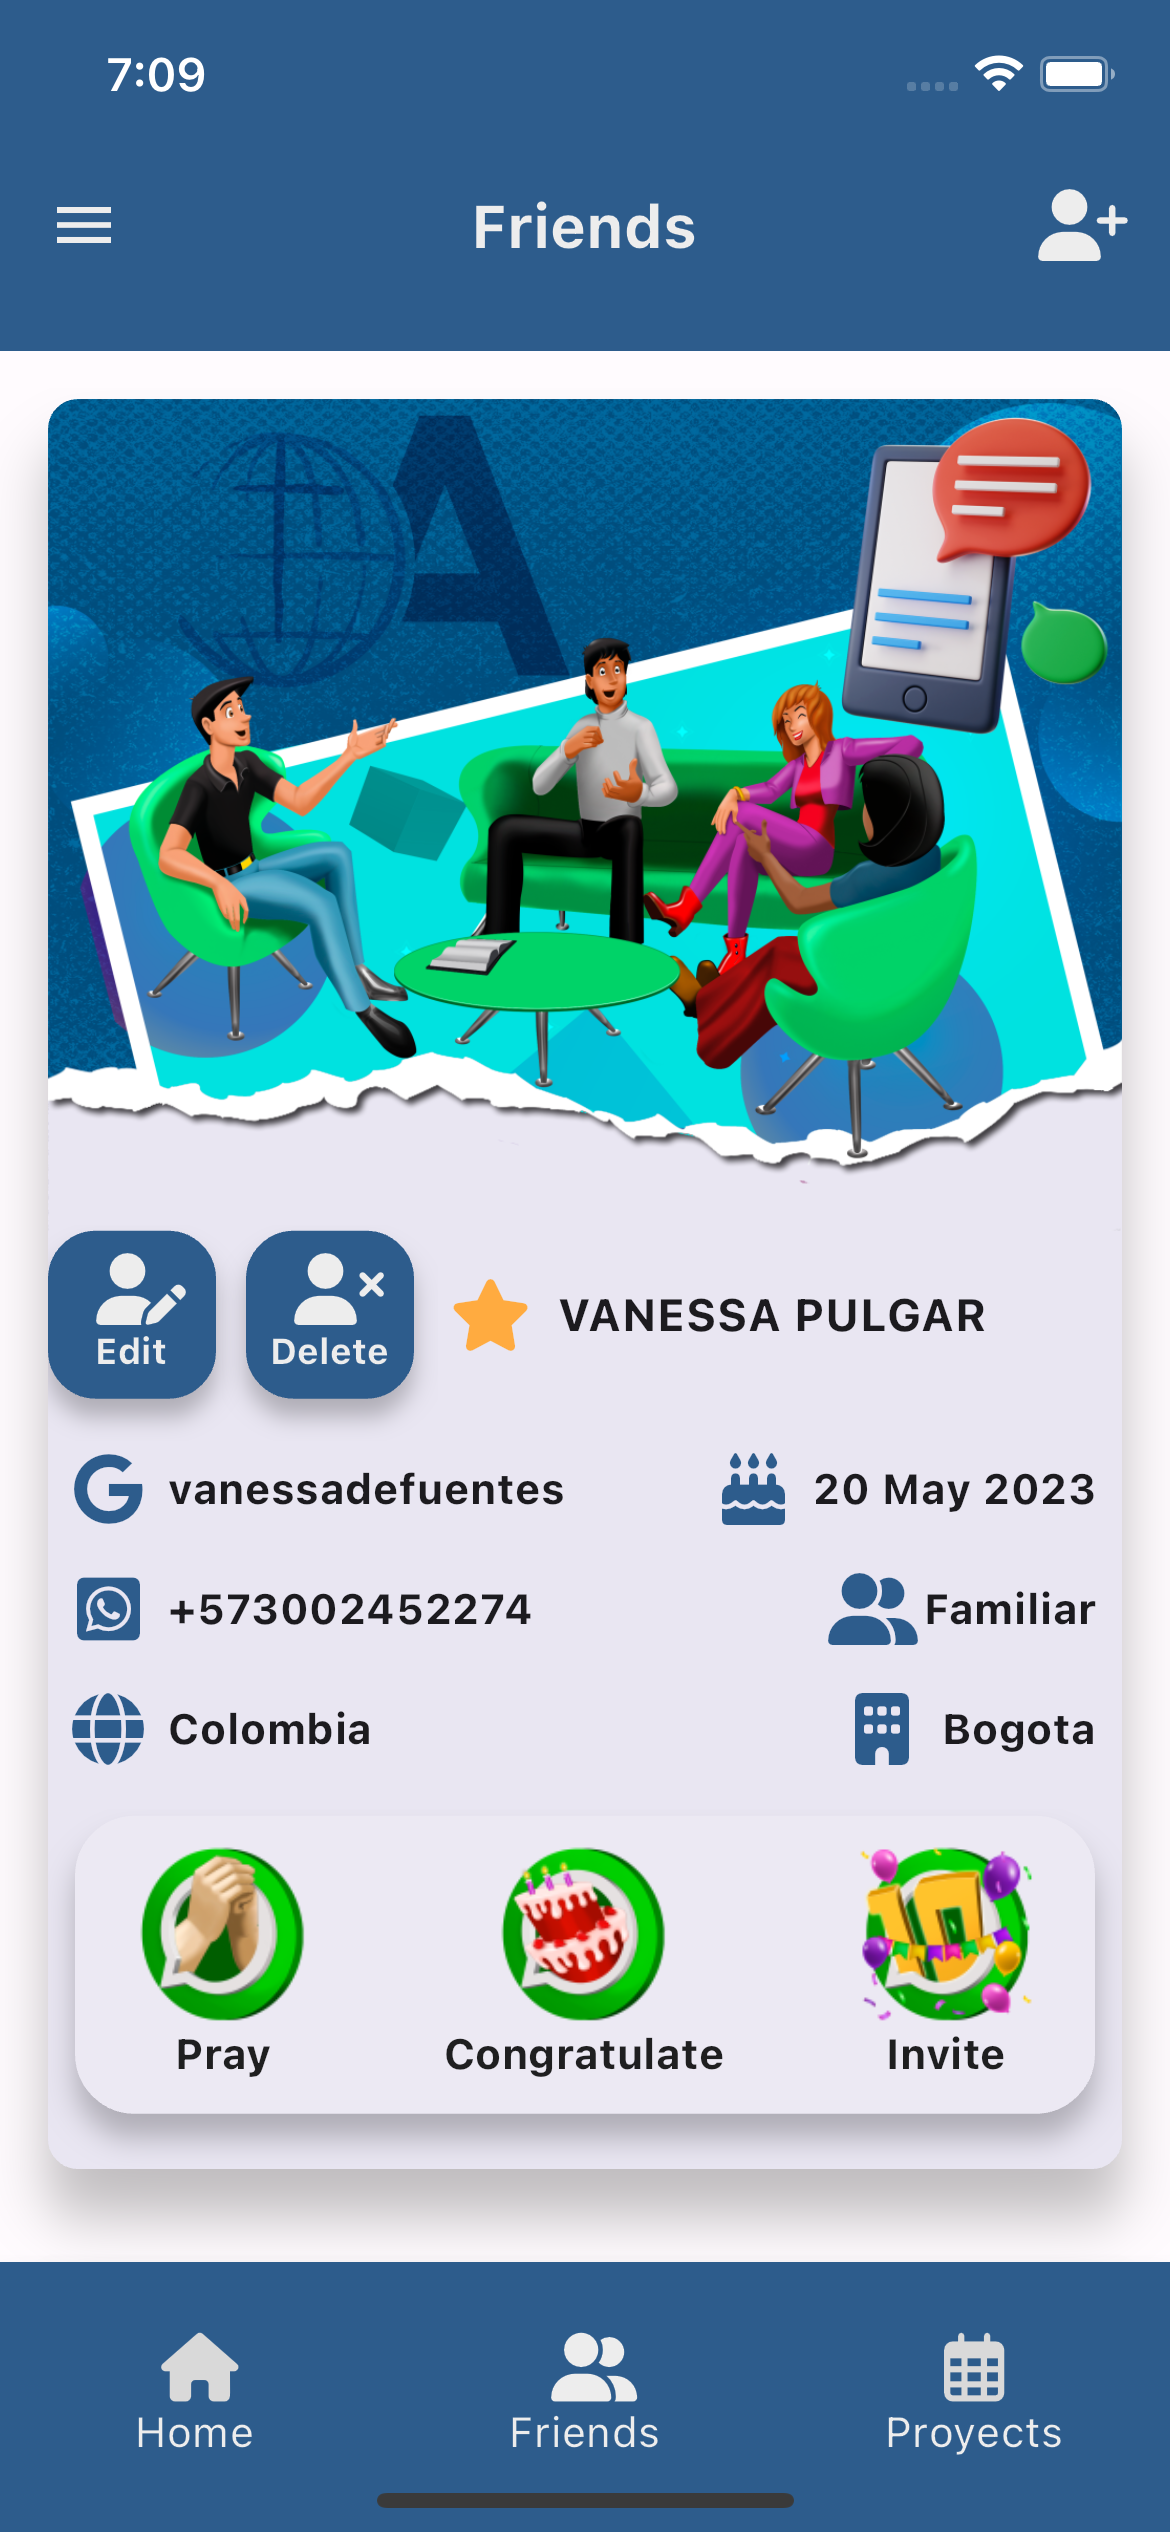 7:09
Friends
A
Edit
Delete
VANESSA PULGAR
vanessadefuentes
20 May 2023
+573002452274
Familiar
Colombia
Bogota
10
Pray
Congratulate
Invite
Home
Friends
Proyects